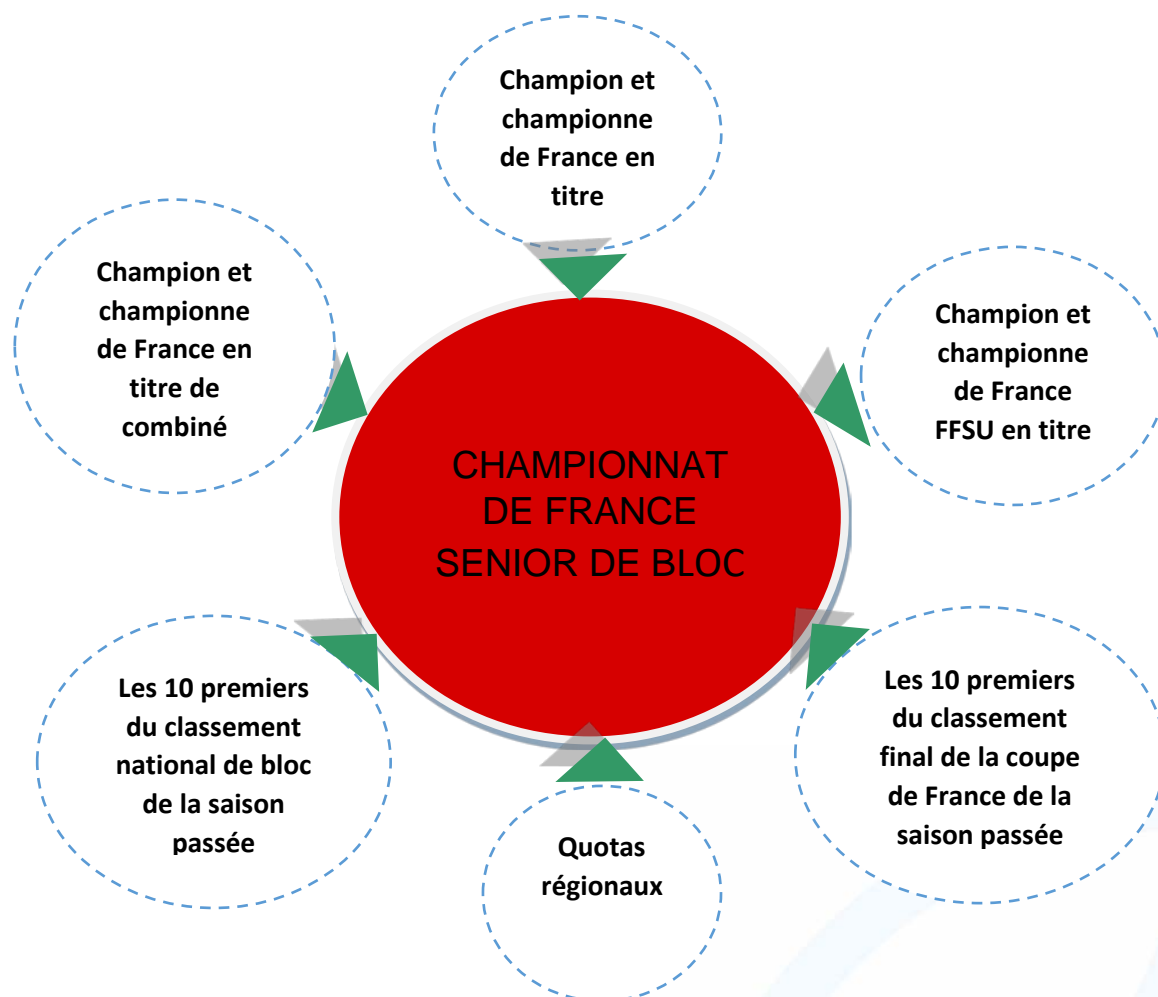 Champion et
championne
de France en
titre
Champion et
championne
de France en
titre de
combiné
Champion et
championne
de France
FFSU en titre
CHAMPIONNAT
DE FRANCE
SENIOR DE BLOC
Les 10 premiers
du classement
national de bloc
de la saison
passée
Les 10 premiers
du classement
final de la coupe
de France de la
saison passée
Quotas
régionaux